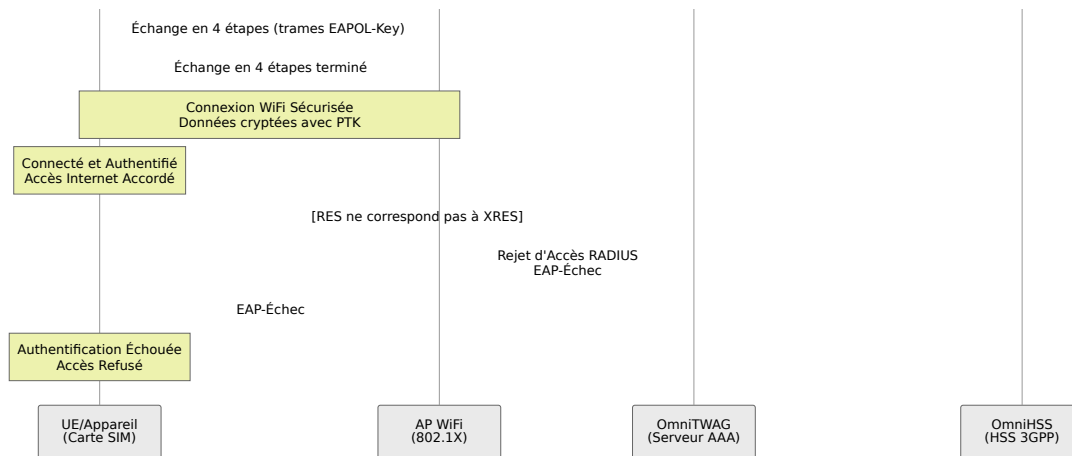 Échange en 4 étapes (trames EAPOL-Key)
Échange en 4 étapes terminé
Connexion WiFi Sécurisée
Données cryptées avec PTK
Connecté et Authentifié
Accès Internet Accordé
[RES ne correspond pas à XRES]
Rejet d'Accès RADIUS
EAP-Échec
EAP-Échec
Authentification Échouée
Accès Refusé
UE/Appareil
(Carte SIM)
AP WiFi
(802.1X)
OmniTWAG
(Serveur AAA)
OmniHSS
(HSS 3GPP)